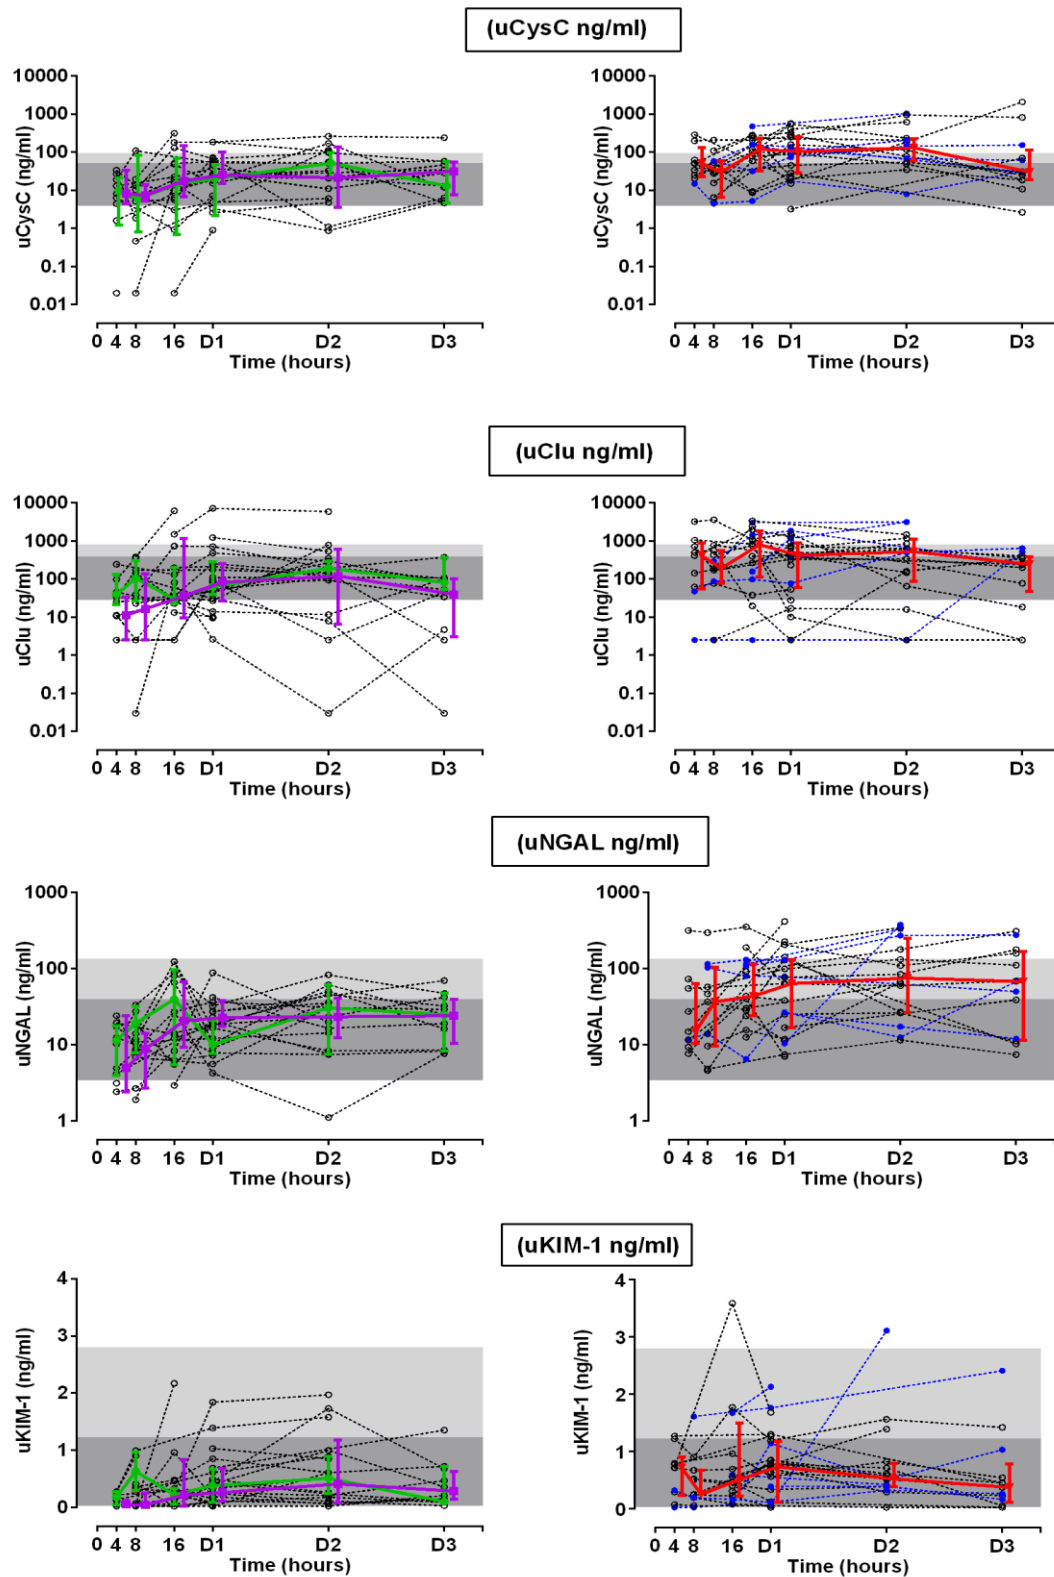 (uCysC ng/ml)
uCysC (ng/ml)
10000
1000
100
10
1
0.1
0.01
0 4 8 16 D1 D2 D3
Time (hours)
uCysC (ng/ml)
10000
1000
100
10
1
0.1
0.01
0 4 8 16 D1 D2 D3
Time (hours)
(uClu ng/ml)
uClu (ng/ml)
10000
1000
100
10
1
0.1
0.01
0 4 8 16 D1 D2 D3
Time (hours)
uClu (ng/ml)
10000
1000
100
10
1
0.1
0.01
0 4 8 16 D1 D2 D3
Time (hours)
(uNGAL ng/ml)
uNGAL (ng/ml)
1000
100
10
1
0 4 8 16 D1 D2 D3
Time (hours)
uNGAL (ng/ml)
1000
100
10
1
0 4 8 16 D1 D2 D3
Time (hours)
(uKIM-1 ng/ml)
uKIM-1 (ng/ml)
4
3
2
1
0
0 4 8 16 D1 D2 D3
Time (hours)
uKIM-1 (ng/ml)
4
3
2
1
0
0 4 8 16 D1 D2 D3
Time (hours)